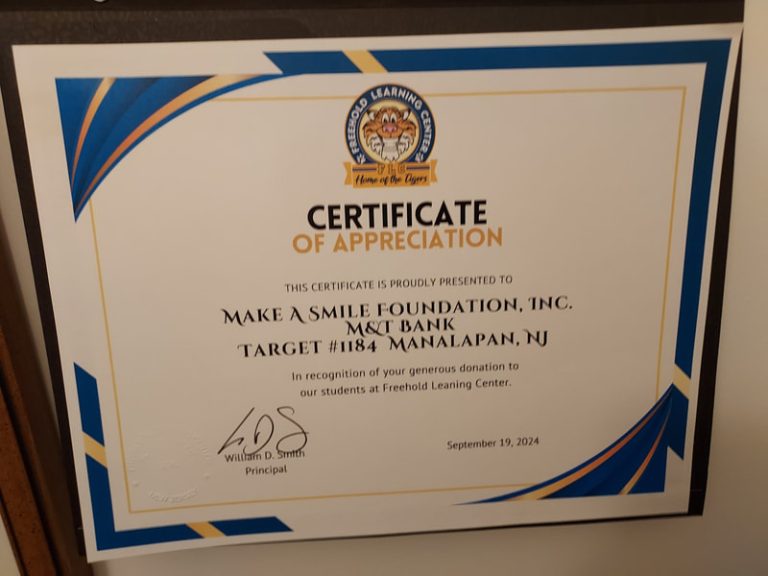 FREEHOLD LEARNING CENTER
FLC
Home of the Tigers
CERTIFICATE
OF APPRECIATION
THIS CERTIFICATE IS PROUDLY PRESENTED TO
MAKE A SMILE FOUNDATION, INC.
M&T BANK
TARGET #1184 MANALAPAN, NJ
In recognition of your generous donation to
our students at Freehold Leaning Center.
William D. Smith
Principal
September 19, 2024